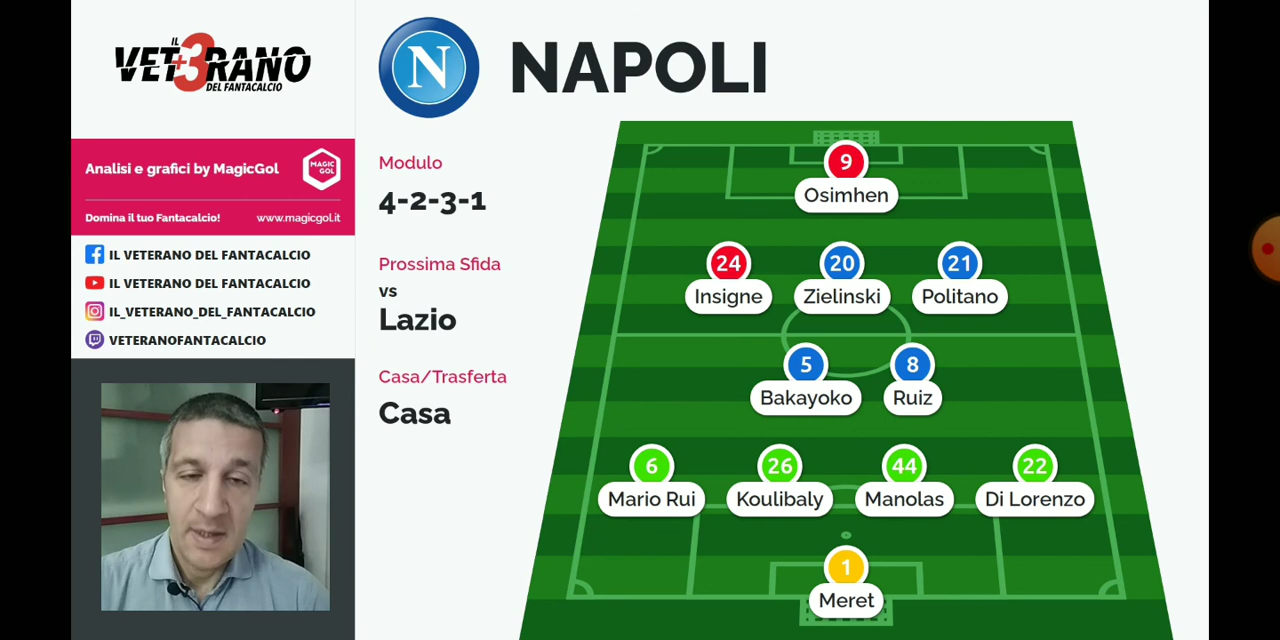 IL
VET+3RANO
DEL FANTACALCIO
Analisi e grafici by MagicGol
MAGIC
GOL
Domina il tuo Fantacalcio!
www.magicgol.it
IL VETERANO DEL FANTACALCIO
IL VETERANO DEL FANTACALCIO
IL_VETERANO_DEL_FANTACALCIO
VETERANOFANTACALCIO
N
NAPOLI
Modulo
4-2-3-1
Prossima Sfida
vs
Lazio
Casa/Trasferta
Casa
9
Osimhen
24
Insigne
20
Zielinski
21
Politano
5
Bakayoko
8
Ruiz
6
Mario Rui
26
Koulibaly
44
Manolas
22
Di Lorenzo
1
Meret